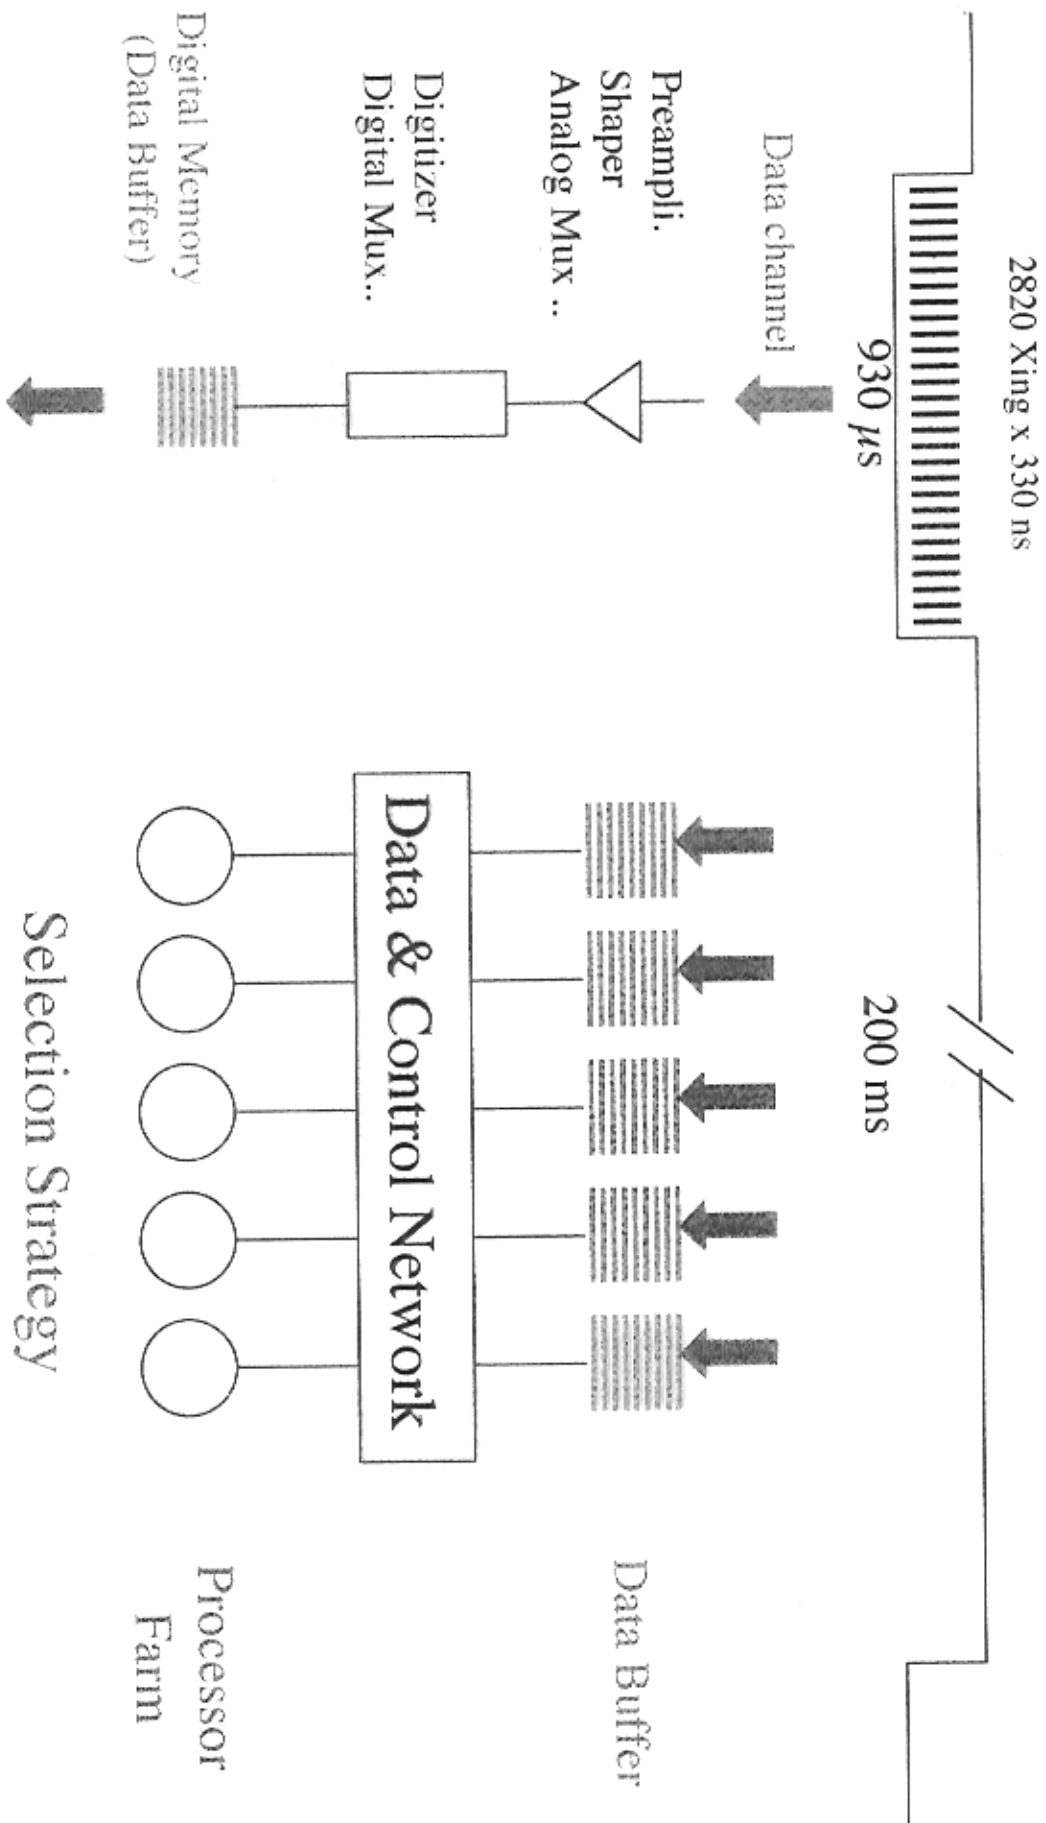 2820 Xing x 330 ns
930 μs
200 ms
Data channel
Preampli.
Shaper
Analog Mux ..
Digitizer
Digital Mux..
Digital Memory
(Data Buffer)
Data Buffer
Data & Control Network
Processor
Farm
Selection Strategy